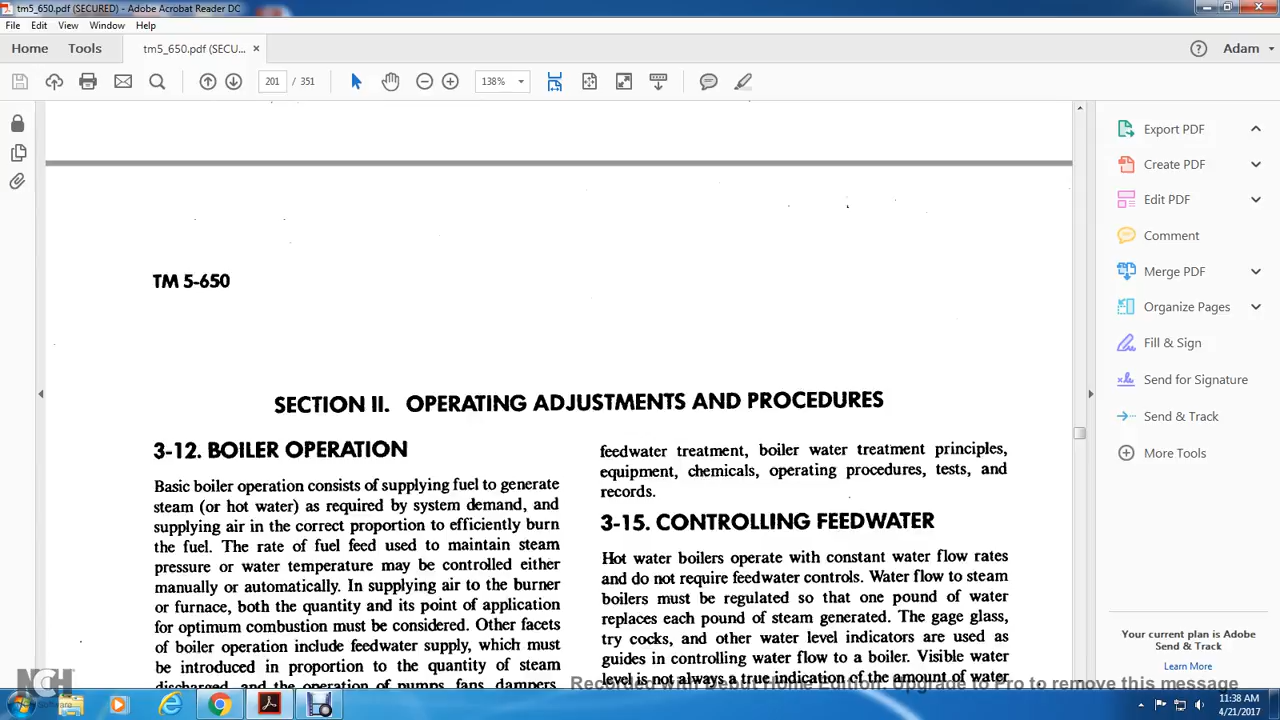 tm5_650.pdf (SECURED) - Adobe Acrobat Reader DC
File Edit View Window Help
Home Tools tm5_650.pdf (SECU... × Adam
201 / 351 138%
TM 5-650
SECTION II. OPERATING ADJUSTMENTS AND PROCEDURES
3-12. BOILER OPERATION
Basic boiler operation consists of supplying fuel to generate
steam (or hot water) as required by system demand, and
supplying air in the correct proportion to efficiently burn
the fuel. The rate of fuel feed used to maintain steam
pressure or water temperature may be controlled either
manually or automatically. In supplying air to the burner
or furnace, both the quantity and its point of application
for optimum combustion must be considered. Other facets
of boiler operation include feedwater supply, which must
be introduced in proportion to the quantity of steam
discharged, and the operation of pumps, fans, dampers,
feedwater treatment, boiler water treatment principles,
equipment, chemicals, operating procedures, tests, and
records.
3-15. CONTROLLING FEEDWATER
Hot water boilers operate with constant water flow rates
and do not require feedwater controls. Water flow to steam
boilers must be regulated so that one pound of water
replaces each pound of steam generated. The gage glass,
try cocks, and other water level indicators are used as
guides in controlling water flow to a boiler. Visible water
level is not always a true indication of the amount of water
Export PDF
Create PDF
Edit PDF
Comment
Merge PDF
Organize Pages
Fill & Sign
Send for Signature
Send & Track
More Tools
Your current plan is Adobe
Send & Track
Learn More
Recorded with Debut Home Edition. Upgrade to Pro to remove this message
NCH
Software
11:38 AM
4/21/2017